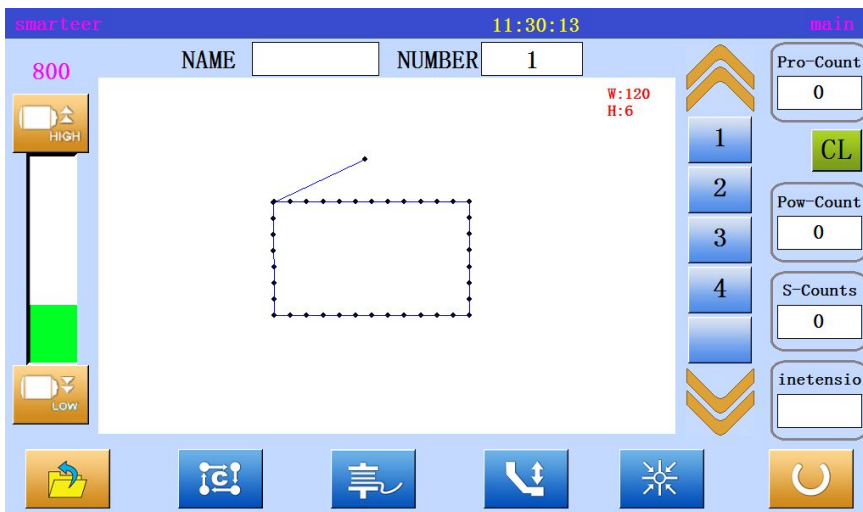 smarteer 11:30:13 main
800 NAME NUMBER 1
W:120
H:6
HIGH
LOW
1
2
3
4
Pro-Count
0
CL
Pow-Count
0
S-Counts
0
inetensio
C